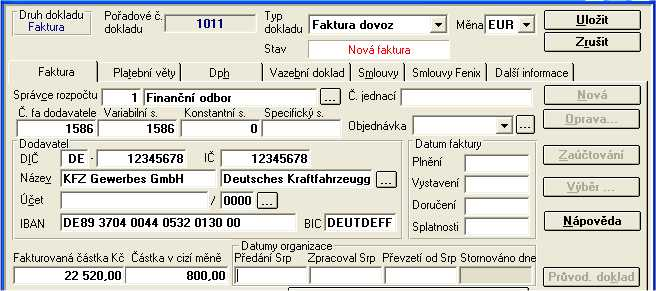 Druh dokladu Pořadové č. dokladu 1011 Typ dokladu Faktura dovoz Měna EUR Uložit
Faktura
Stav Nová faktura Zrušit
Faktura Platební věty Dph Vazební doklad Smlouvy Smlouvy Fenix Další informace
Správce rozpočtu 1 Finanční odbor ... Č. jednací Nová
Č. fa dodavatele Variabilní s. Konstantní s. Specifický s.
1586 1586 0 Objednávka ... Oprava...
Dodavatel Datum faktury
DIČ DE - 12345678 IČ 12345678 Plnění Zaúčtování
Název KFZ Gewerbes GmbH Deutsches Kraftfahrzeugg ... Vystavení
Účet / 0000 ... Doručení Výběr ...
IBAN DE89 3704 0044 0532 0130 00 BIC DEUTDEFF Splatnosti Nápověda
Datumy organizace
Fakturovaná částka Kč Částka v cizí měně Předání Srp Zpracoval Srp Převzetí od Srp Stornováno dne
22 520,00 800,00 Průvod. doklad